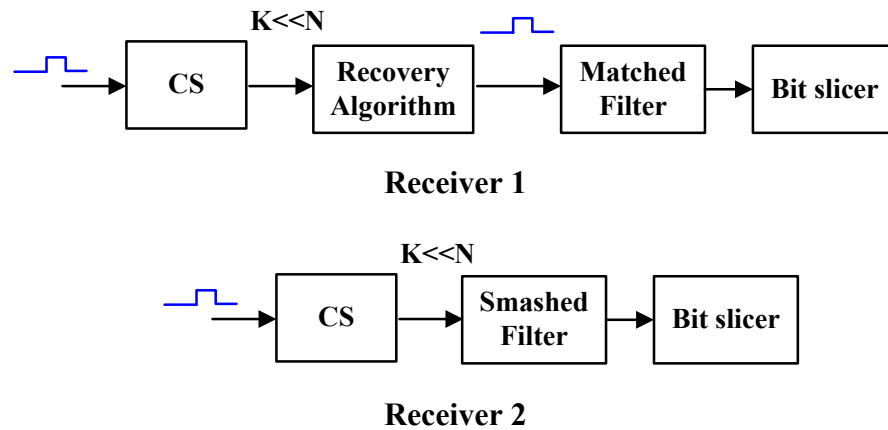 K<<N
CS
Recovery
Algorithm
Matched
Filter
Bit slicer
Receiver 1
K<<N
CS
Smashed
Filter
Bit slicer
Receiver 2